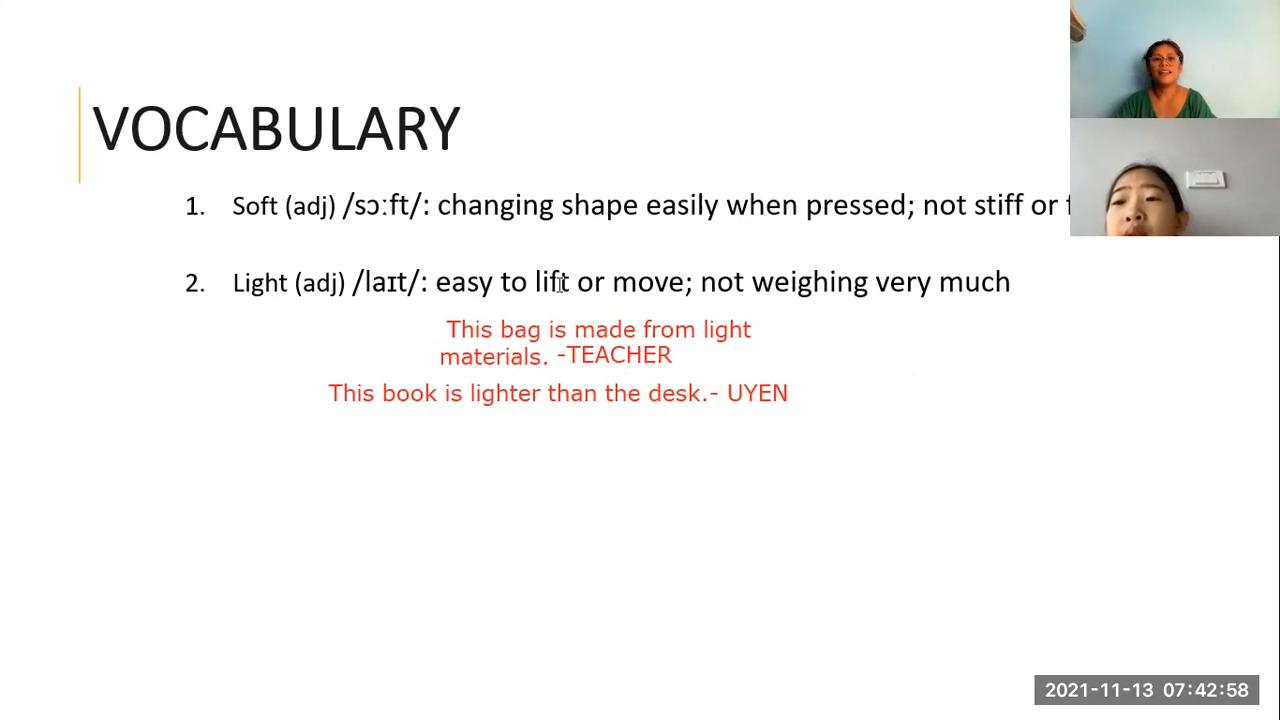 VOCABULARY
1. Soft (adj) /sɔːft/: changing shape easily when pressed; not stiff or
2. Light (adj) /laɪt/: easy to lift or move; not weighing very much
This bag is made from light
materials. -TEACHER
This book is lighter than the desk.- UYEN
2021-11-13 07:42:58